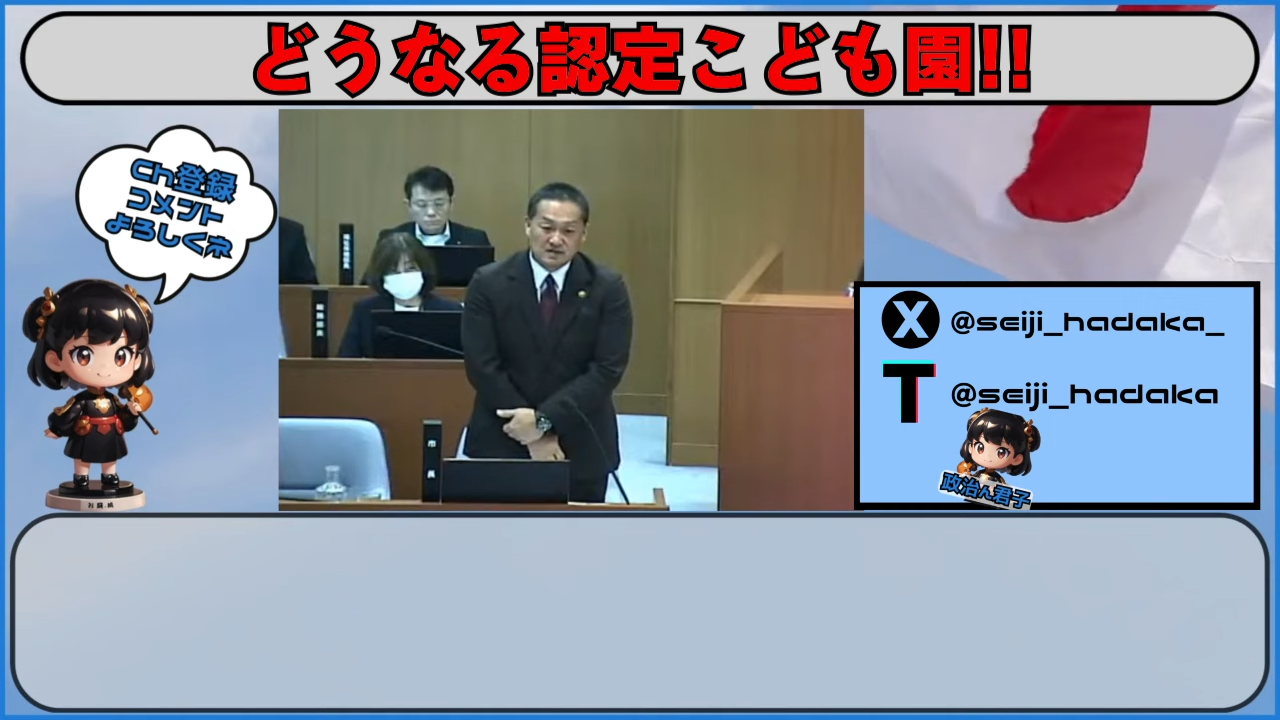 どうなる認定こども園!!
Ch登録
コメント
よろしくネ
X @seiji_hadaka_
T @seiji_hadaka
政治ん君子
市長